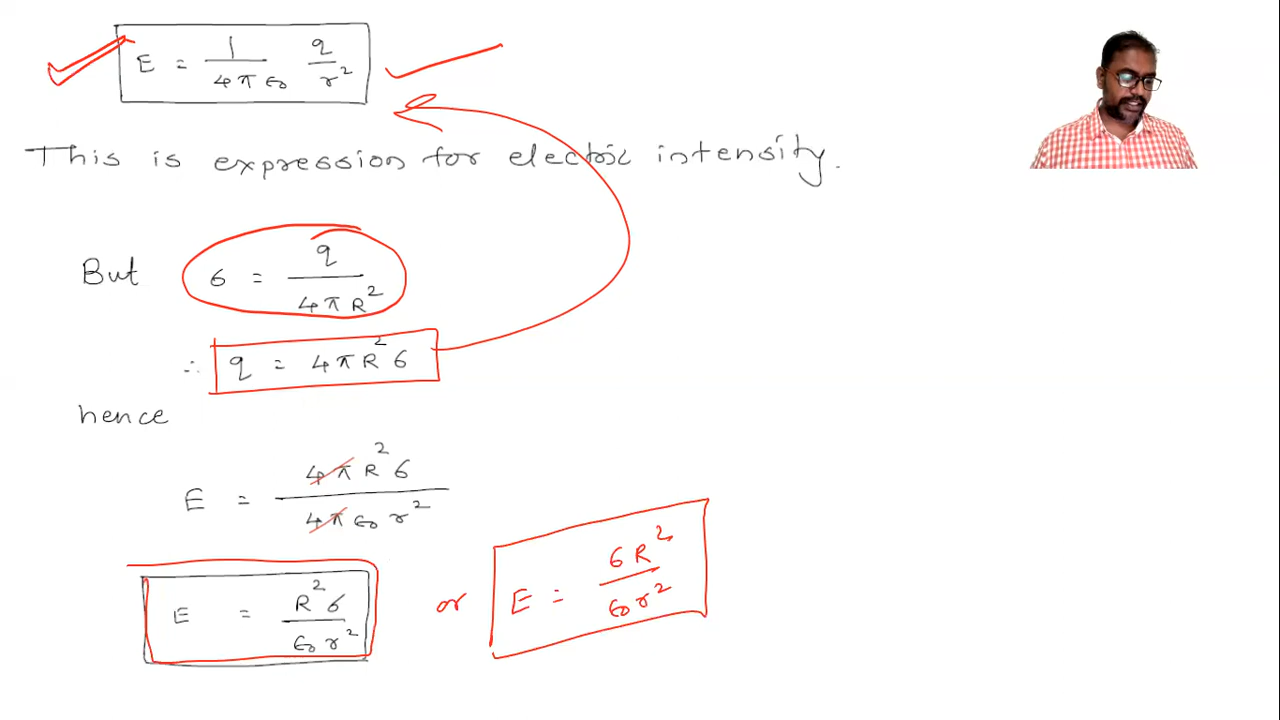 E = 1/4πε₀ q/r²
This is expression for electric intensity.
But σ = q/4πR²
∴ q = 4πR²σ
hence
E = 4πR²σ/4πε₀r²
E = R²σ/ε₀r² or E = σR²/ε₀r²